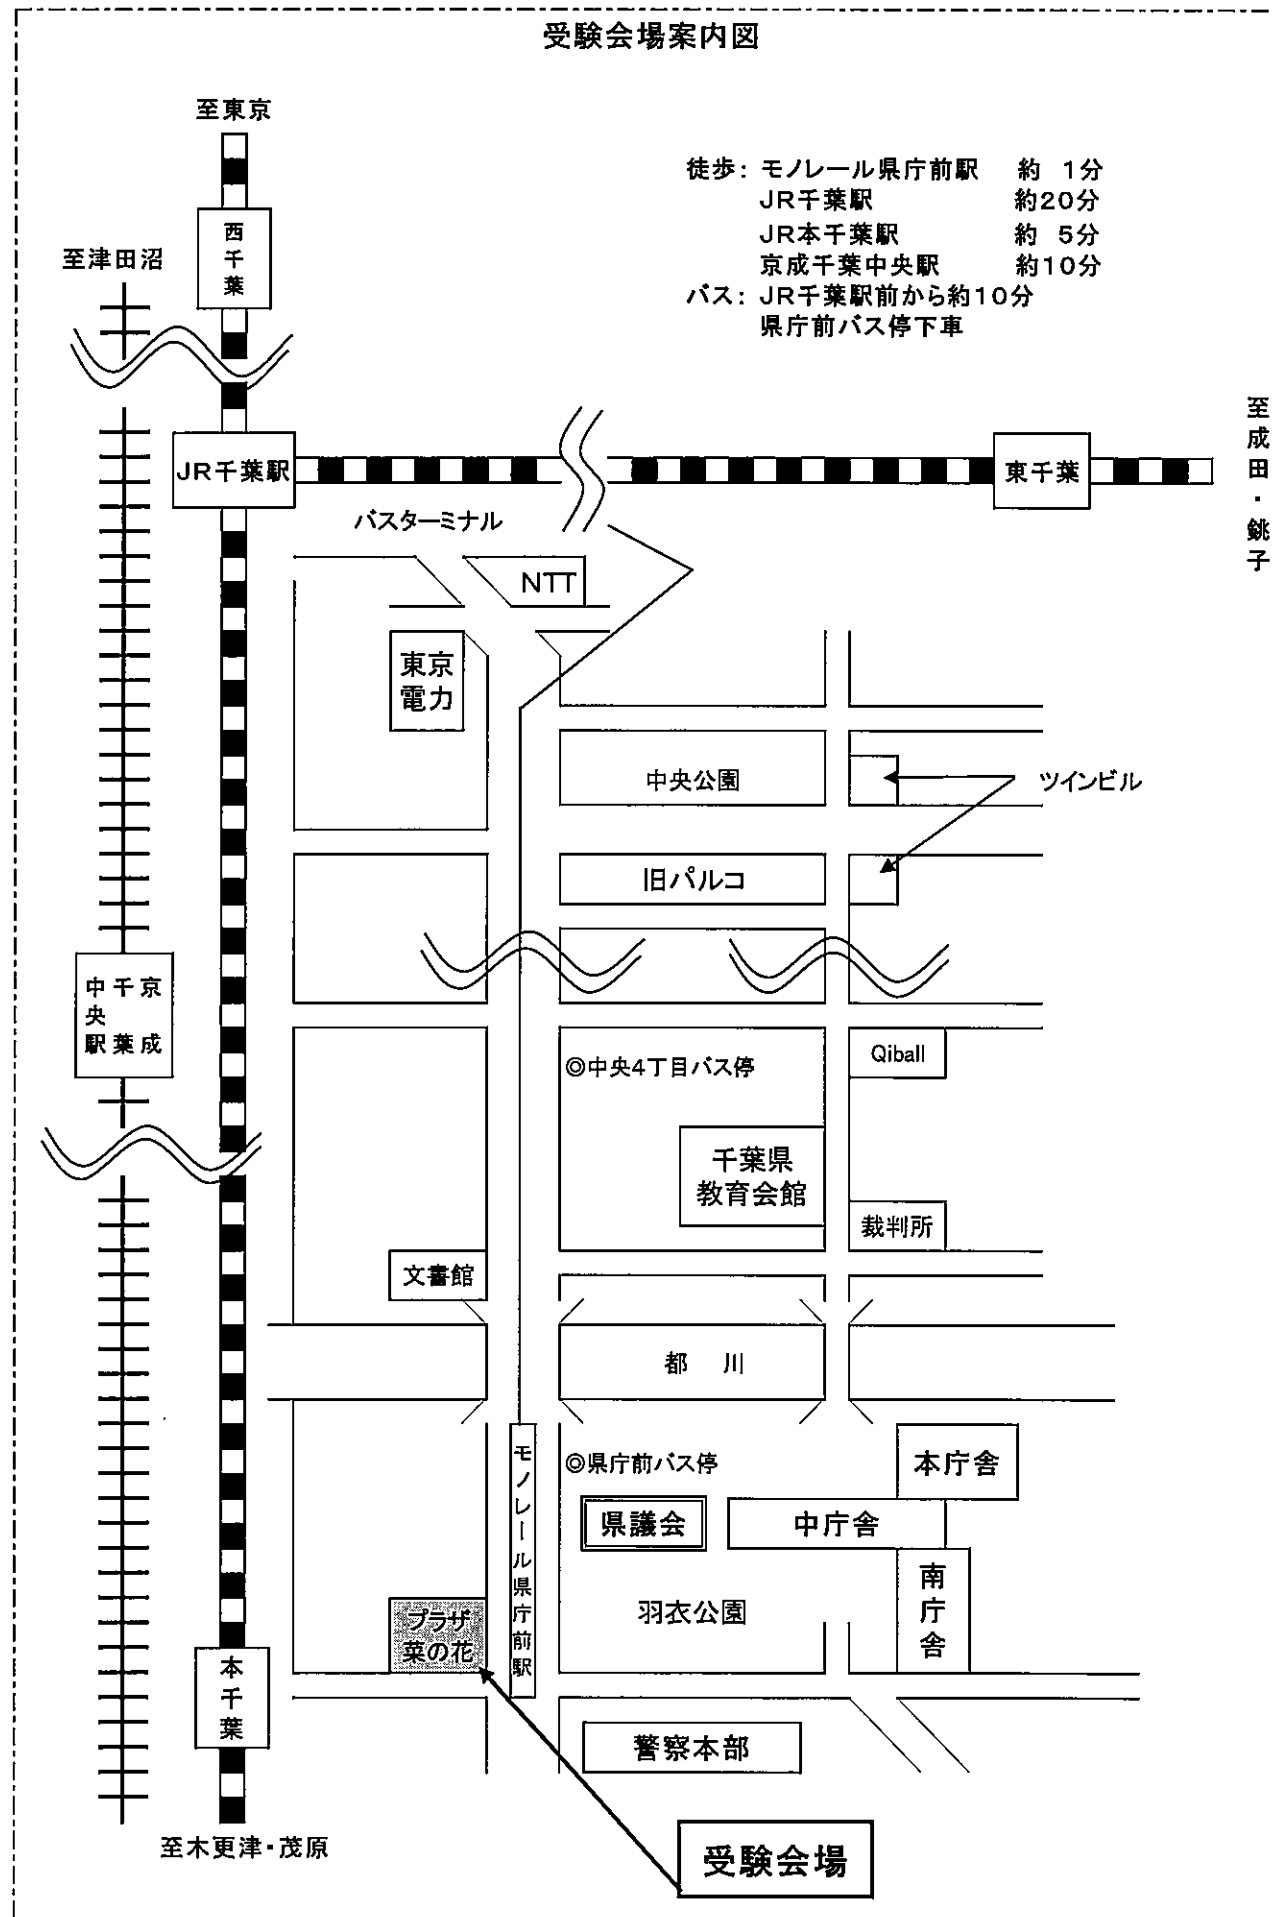 受験会場案内図
至東京
徒歩： モノレール県庁前駅 約 1分
JR千葉駅 約20分
JR本千葉駅 約 5分
京成千葉中央駅 約10分
バス： JR千葉駅前から約10分
県庁前バス停下車
西千葉
至津田沼
至成田・銚子
JR千葉駅
東千葉
バスターミナル
NTT
東京
電力
中央公園
ツインビル
旧パルコ
京成
千葉
中央駅
◎中央4丁目バス停
Qiball
千葉県
教育会館
裁判所
文書館
都 川
モノレール県庁前駅
◎県庁前バス停
本庁舎
県議会
中庁舎
南庁舎
羽衣公園
プラザ
菜の花
本千葉
警察本部
至木更津・茂原
受験会場